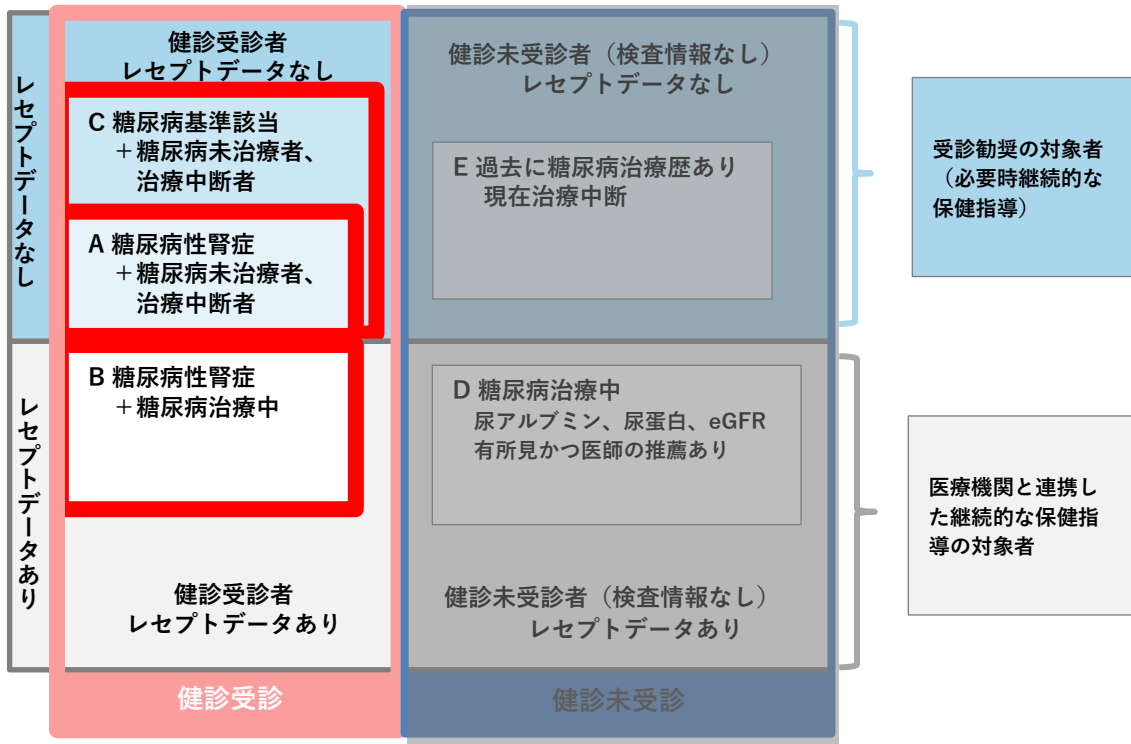 レセプトデータなし
健診受診者
レセプトデータなし
C 糖尿病基準該当
＋糖尿病未治療者、
治療中断者
A 糖尿病性腎症
＋糖尿病未治療者、
治療中断者
健診未受診者（検査情報なし）
レセプトデータなし
E 過去に糖尿病治療歴あり
現在治療中断
受診勧奨の対象者
（必要時継続的な
保健指導）
レセプトデータあり
B 糖尿病性腎症
＋糖尿病治療中
健診受診者
レセプトデータあり
D 糖尿病治療中
尿アルブミン、尿蛋白、eGFR
有所見かつ医師の推薦あり
健診未受診者（検査情報なし）
レセプトデータあり
医療機関と連携し
た継続的な保健指
導の対象者
健診受診
健診未受診